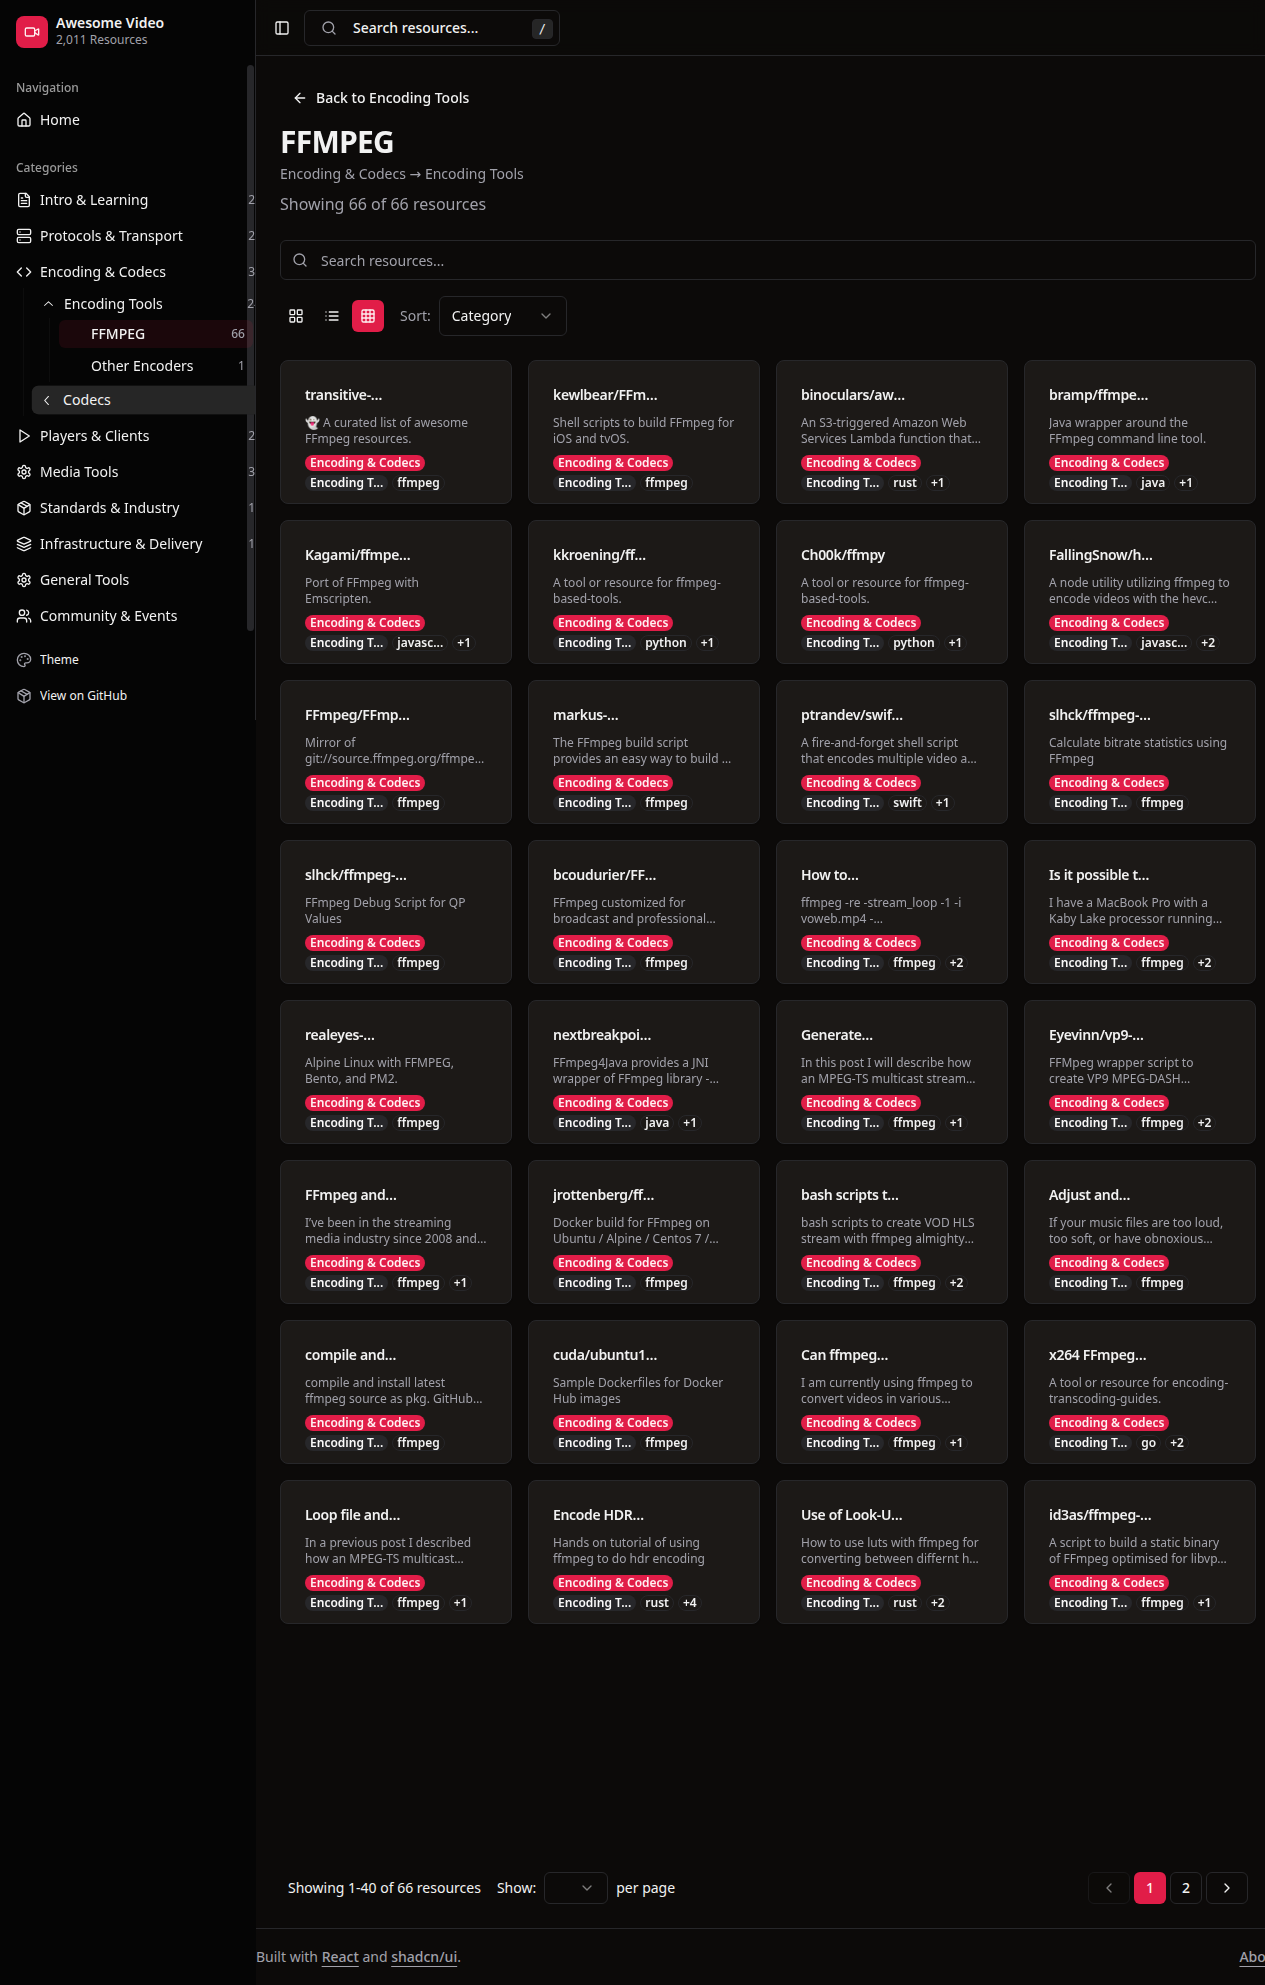 Awesome Video
2,011 Resources
Navigation
Home
Categories
Intro & Learning 2
Protocols & Transport 2
Encoding & Codecs 3
Encoding Tools 2
FFMPEG 66
Other Encoders 1
Codecs
Players & Clients 2
Media Tools 3
Standards & Industry 1
Infrastructure & Delivery 1
General Tools
Community & Events
Theme
View on GitHub
Search resources... /
Back to Encoding Tools
FFMPEG
Encoding & Codecs → Encoding Tools
Showing 66 of 66 resources
Search resources...
Sort: Category
transitive-...
👻 A curated list of awesome
FFmpeg resources.
Encoding & Codecs
Encoding T... ffmpeg
kewlbear/FFm...
Shell scripts to build FFmpeg for
iOS and tvOS.
Encoding & Codecs
Encoding T... ffmpeg
binoculars/aw...
An S3-triggered Amazon Web
Services Lambda function that...
Encoding & Codecs
Encoding T... rust +1
bramp/ffmpe...
Java wrapper around the
FFmpeg command line tool.
Encoding & Codecs
Encoding T... java +1
Kagami/ffmpe...
Port of FFmpeg with
Emscripten.
Encoding & Codecs
Encoding T... javasc... +1
kkroening/ff...
A tool or resource for ffmpeg-
based-tools.
Encoding & Codecs
Encoding T... python +1
Ch00k/ffmpy
A tool or resource for ffmpeg-
based-tools.
Encoding & Codecs
Encoding T... python +1
FallingSnow/h...
A node utility utilizing ffmpeg to
encode videos with the hevc...
Encoding & Codecs
Encoding T... javasc... +2
FFmpeg/FFmp...
Mirror of
git://source.ffmpeg.org/ffmpe...
Encoding & Codecs
Encoding T... ffmpeg
markus-...
The FFmpeg build script
provides an easy way to build ...
Encoding & Codecs
Encoding T... ffmpeg
ptrandev/swif...
A fire-and-forget shell script
that encodes multiple video a...
Encoding & Codecs
Encoding T... swift +1
slhck/ffmpeg-...
Calculate bitrate statistics using
FFmpeg
Encoding & Codecs
Encoding T... ffmpeg
slhck/ffmpeg-...
FFmpeg Debug Script for QP
Values
Encoding & Codecs
Encoding T... ffmpeg
bcoudurier/FF...
FFmpeg customized for
broadcast and professional...
Encoding & Codecs
Encoding T... ffmpeg
How to...
ffmpeg -re -stream_loop -1 -i
voweb.mp4 -...
Encoding & Codecs
Encoding T... ffmpeg +2
Is it possible t...
I have a MacBook Pro with a
Kaby Lake processor running...
Encoding & Codecs
Encoding T... ffmpeg +2
realeyes-...
Alpine Linux with FFMPEG,
Bento, and PM2.
Encoding & Codecs
Encoding T... ffmpeg
nextbreakpoi...
FFmpeg4Java provides a JNI
wrapper of FFmpeg library -...
Encoding & Codecs
Encoding T... java +1
Generate...
In this post I will describe how
an MPEG-TS multicast stream...
Encoding & Codecs
Encoding T... ffmpeg +1
Eyevinn/vp9-...
FFMpeg wrapper script to
create VP9 MPEG-DASH...
Encoding & Codecs
Encoding T... ffmpeg +2
FFmpeg and...
I've been in the streaming
media industry since 2008 and...
Encoding & Codecs
Encoding T... ffmpeg +1
jrottenberg/ff...
Docker build for FFmpeg on
Ubuntu / Alpine / Centos 7 /...
Encoding & Codecs
Encoding T... ffmpeg
bash scripts t...
bash scripts to create VOD HLS
stream with ffmpeg almighty...
Encoding & Codecs
Encoding T... ffmpeg +2
Adjust and...
If your music files are too loud,
too soft, or have obnoxious...
Encoding & Codecs
Encoding T... ffmpeg
compile and...
compile and install latest
ffmpeg source as pkg. GitHub...
Encoding & Codecs
Encoding T... ffmpeg
cuda/ubuntu1...
Sample Dockerfiles for Docker
Hub images
Encoding & Codecs
Encoding T... ffmpeg
Can ffmpeg...
I am currently using ffmpeg to
convert videos in various...
Encoding & Codecs
Encoding T... ffmpeg +1
x264 FFmpeg...
A tool or resource for encoding-
transcoding-guides.
Encoding & Codecs
Encoding T... go +2
Loop file and...
In a previous post I described
how an MPEG-TS multicast...
Encoding & Codecs
Encoding T... ffmpeg +1
Encode HDR...
Hands on tutorial of using
ffmpeg to do hdr encoding
Encoding & Codecs
Encoding T... rust +4
Use of Look-U...
How to use luts with ffmpeg for
converting between differnt h...
Encoding & Codecs
Encoding T... rust +2
id3as/ffmpeg-...
A script to build a static binary
of FFmpeg optimised for libvp...
Encoding & Codecs
Encoding T... ffmpeg +1
Showing 1-40 of 66 resources Show: per page 1 2
Built with React and shadcn/ui. Abo